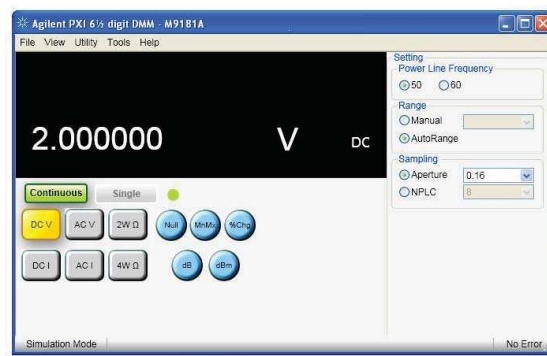 Agilent PXI 6½ digit DMM - M9181A
File View Utility Tools Help
2.000000 V DC
Continuous Single
DC V AC V 2W Ω Null MnMx %Chg
DC I AC I 4W Ω dB dBm
Setting
Power Line Frequency
50 60
Range
Manual
AutoRange
Sampling
Aperture 0.16
NPLC 8
Simulation Mode No Error